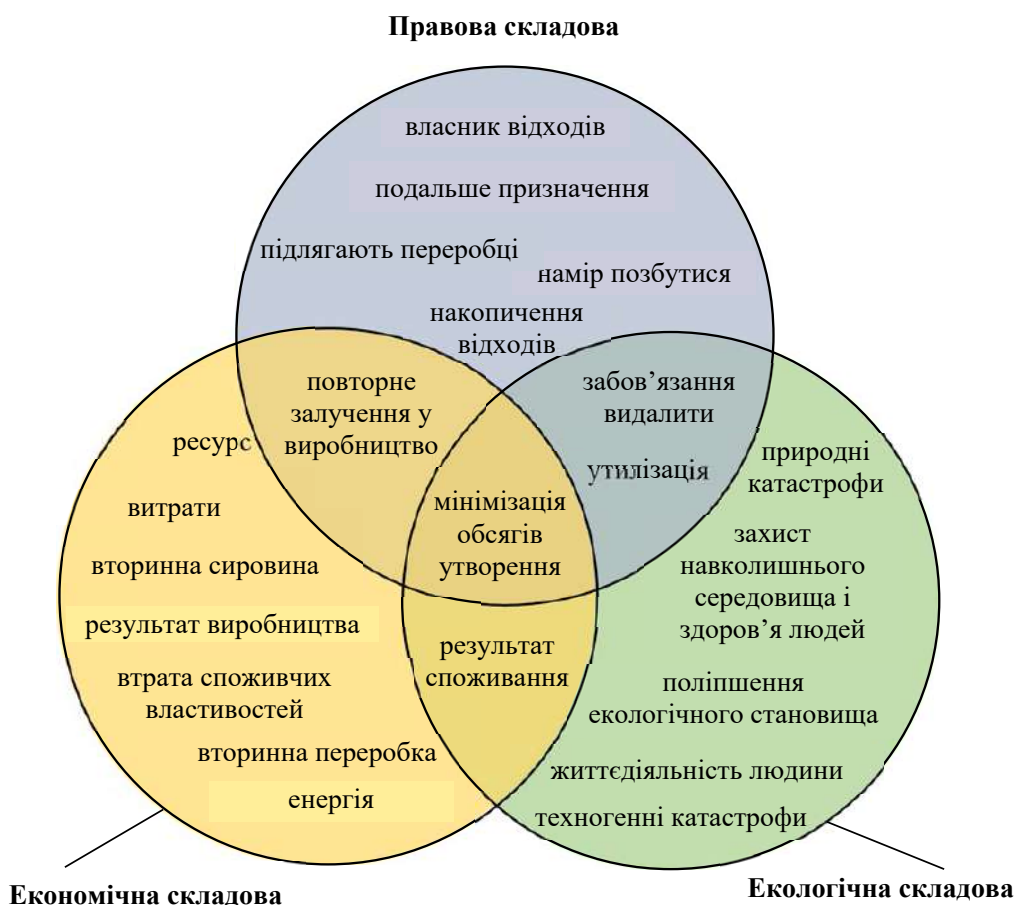 Правова складова
власник відходів
подальше призначення
підлягають переробці
намір позбутися
накопичення
відходів
повторне
залучення у
виробництво
забов’язання
видалити
утилізація
мінімізація
обсягів
утворення
результат
споживання
ресурс
витрати
вторинна сировина
результат виробництва
втрата споживчих
властивостей
вторинна переробка
енергія
природні
катастрофи
захист
навколишнього
середовища і
здоров’я людей
поліпшення
екологічного становища
життєдіяльність людини
техногенні катастрофи
Економічна складова
Екологічна складова